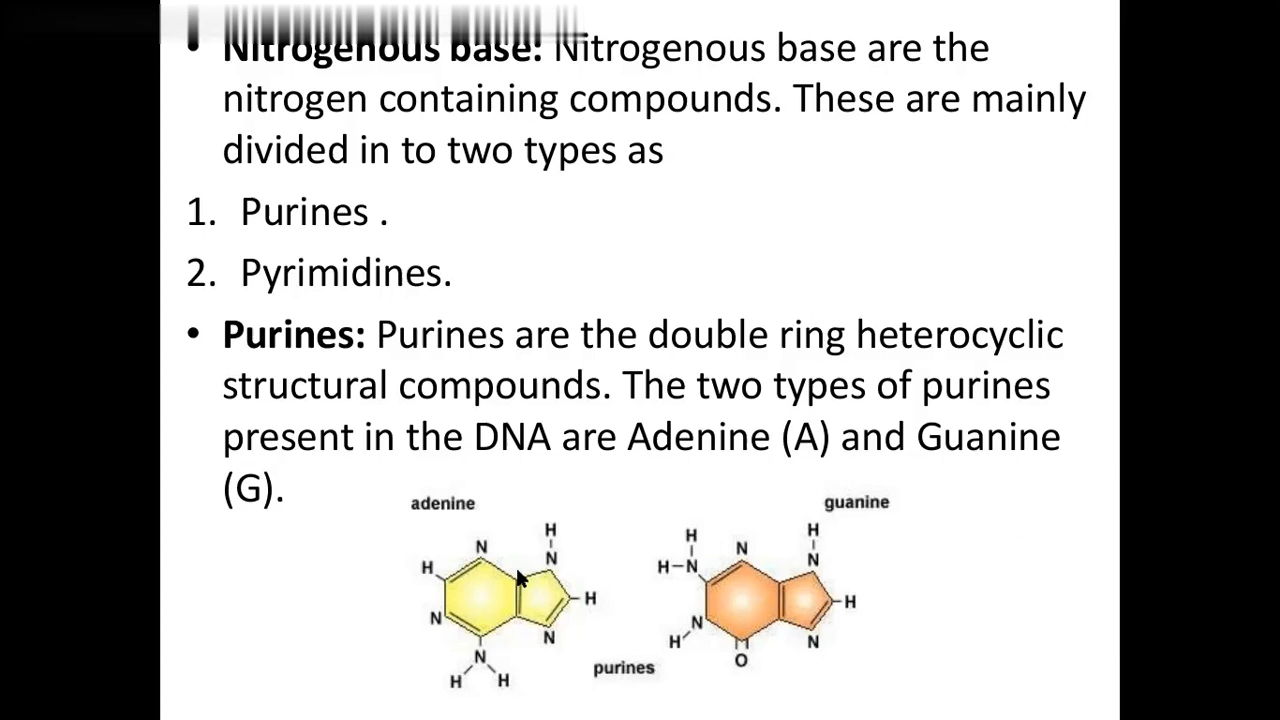 • Nitrogenous base: Nitrogenous base are the
nitrogen containing compounds. These are mainly
divided in to two types as
1. Purines .
2. Pyrimidines.
• Purines: Purines are the double ring heterocyclic
structural compounds. The two types of purines
present in the DNA are Adenine (A) and Guanine
(G).
adenine
guanine
H
N
N
H
H
N
N
N
H
H
H
H
H-N
N
N
H
H
N
H
N
O
purines